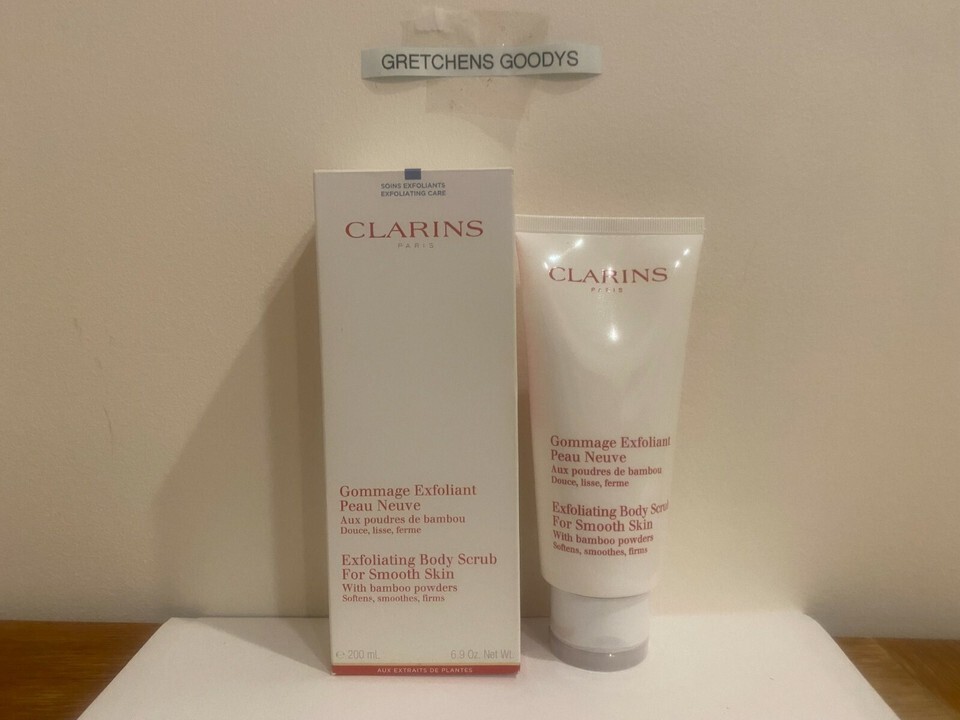 GRETCHENS GOODYS
SOINS EXFOLIANTS
EXFOLIATING CARE
CLARINS
PARIS
Gommage Exfoliant
Peau Neuve
Aux poudres de bambou
Douce, lisse, ferme
Exfoliating Body Scrub
For Smooth Skin
With bamboo powders
Softens, smoothes, firms
℮ 200 mL
6.9 Oz. Net Wt.
AUX EXTRAITS DE PLANTES
CLARINS
PARIS
Gommage Exfoliant
Peau Neuve
Aux poudres de bambou
Douce, lisse, ferme
Exfoliating Body Scrub
For Smooth Skin
With bamboo powders
Softens, smoothes, firms